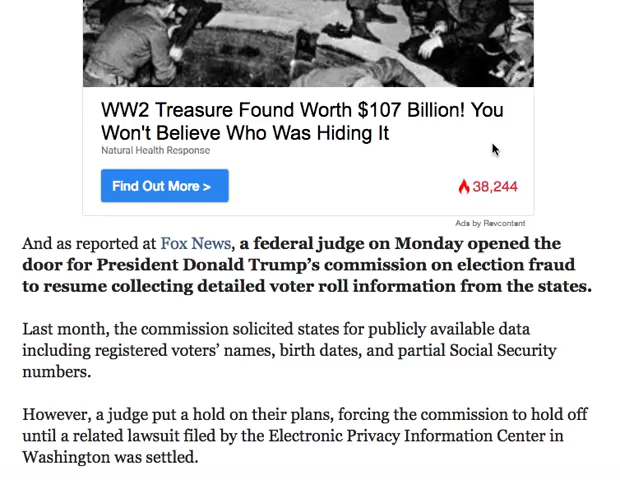 WW2 Treasure Found Worth $107 Billion! You
Won't Believe Who Was Hiding It
Natural Health Response
Find Out More >
38,244
Ads by Revcontent
And as reported at Fox News, a federal judge on Monday opened the
door for President Donald Trump’s commission on election fraud
to resume collecting detailed voter roll information from the states.
Last month, the commission solicited states for publicly available data
including registered voters’ names, birth dates, and partial Social Security
numbers.
However, a judge put a hold on their plans, forcing the commission to hold off
until a related lawsuit filed by the Electronic Privacy Information Center in
Washington was settled.